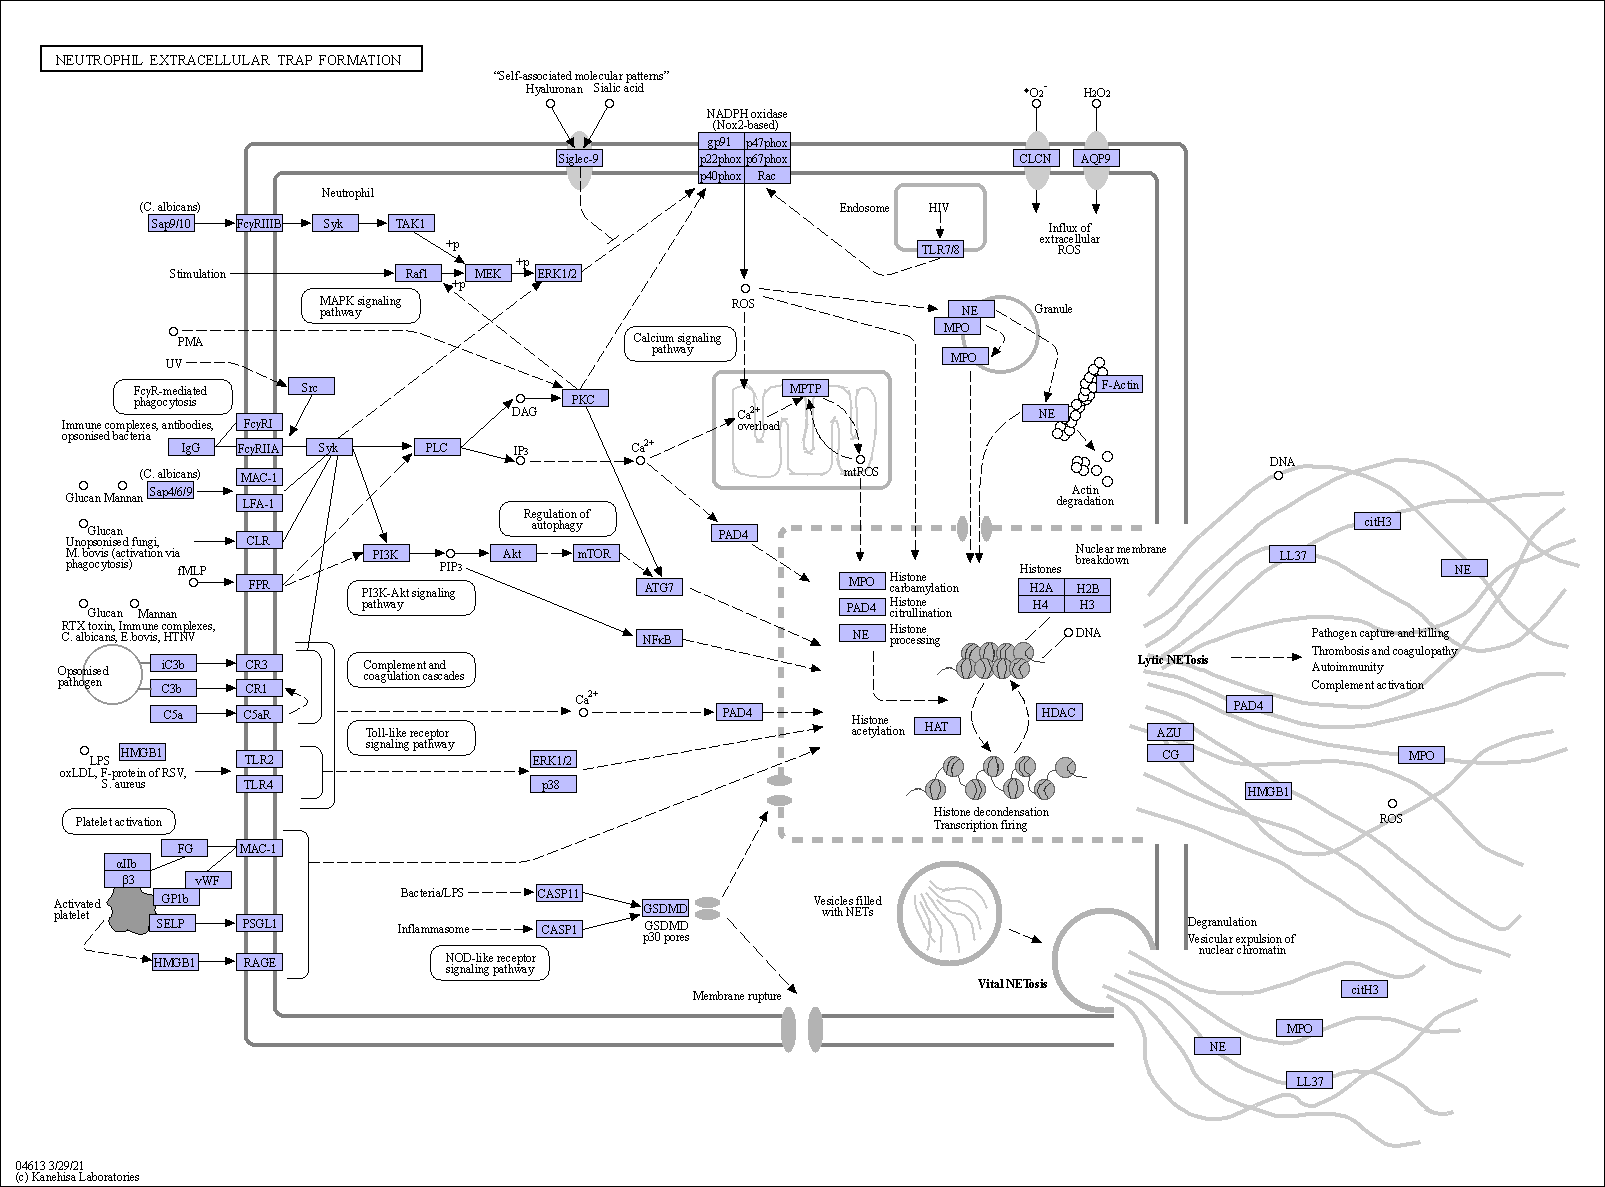 NEUTROPHIL EXTRACELLULAR TRAP FORMATION
“Self-associated molecular patterns”
Hyaluronan
Sialic acid
NADPH oxidase
(Nox2-based)
•O2-
H2O2
gp91
p47phox
p22phox
p67phox
p40phox
Rac
Siglec-9
CLCN
AQP9
Neutrophil
(C. albicans)
Sap9/10
FcγRIIIB
Syk
TAK1
Endosome
HIV
TLR7/8
Influx of
extracellular
ROS
+p
Stimulation
Raf1
MEK
+p
ERK1/2
+p
MAPK signaling
pathway
ROS
NE
MPO
MPO
Granule
PMA
UV
Calcium signaling
pathway
Src
FcγR-mediated
phagocytosis
DAG
PKC
MPTP
Ca2+
overload
mtROS
F-Actin
NE
Actin
degradation
Immune complexes, antibodies,
opsonised bacteria
FcγRI
IgG
FcγRIIA
Syk
PLC
IP3
Ca2+
(C. albicans)
Glucan
Mannan
Sap4/6/9
MAC-1
LFA-1
Glucan
Unopsonised fungi,
M. bovis (activation via
phagocytosis)
CLR
Regulation of
autophagy
PAD4
fMLP
FPR
PI3K
PIP3
Akt
mTOR
ATG7
PI3K-Akt signaling
pathway
NFκB
Glucan
Mannan
RTX toxin, Immune complexes,
C. albicans, E.bovis, HTNV
Opsonised
pathogen
iC3b
CR3
C3b
CR1
C5a
C5aR
Complement and
coagulation cascades
Ca2+
PAD4
Toll-like receptor
signaling pathway
LPS
HMGB1
oxLDL, F-protein of RSV,
S. aureus
TLR2
TLR4
ERK1/2
p38
Nuclear membrane
breakdown
MPO
Histone
carbamylation
PAD4
Histone
citrullination
NE
Histone
processing
Histones
H2A
H2B
H4
H3
DNA
Histone
acetylation
HAT
HDAC
Histone decondensation
Transcription firing
Platelet activation
FG
MAC-1
αIIb
β3
vWF
GP1b
Activated
platelet
SELP
PSGL1
HMGB1
RAGE
Bacteria/LPS
CASP11
Inflammasome
CASP1
GSDMD
GSDMD
p30 pores
NOD-like receptor
signaling pathway
Membrane rupture
Vesicles filled
with NETs
Vital NETosis
Degranulation
Vesicular expulsion of
nuclear chromatin
DNA
citH3
LL37
NE
Lytic NETosis
Pathogen capture and killing
Thrombosis and coagulopathy
Autoimmunity
Complement activation
PAD4
AZU
CG
MPO
HMGB1
ROS
citH3
MPO
NE
LL37
04613 3/29/21
(c) Kanehisa Laboratories